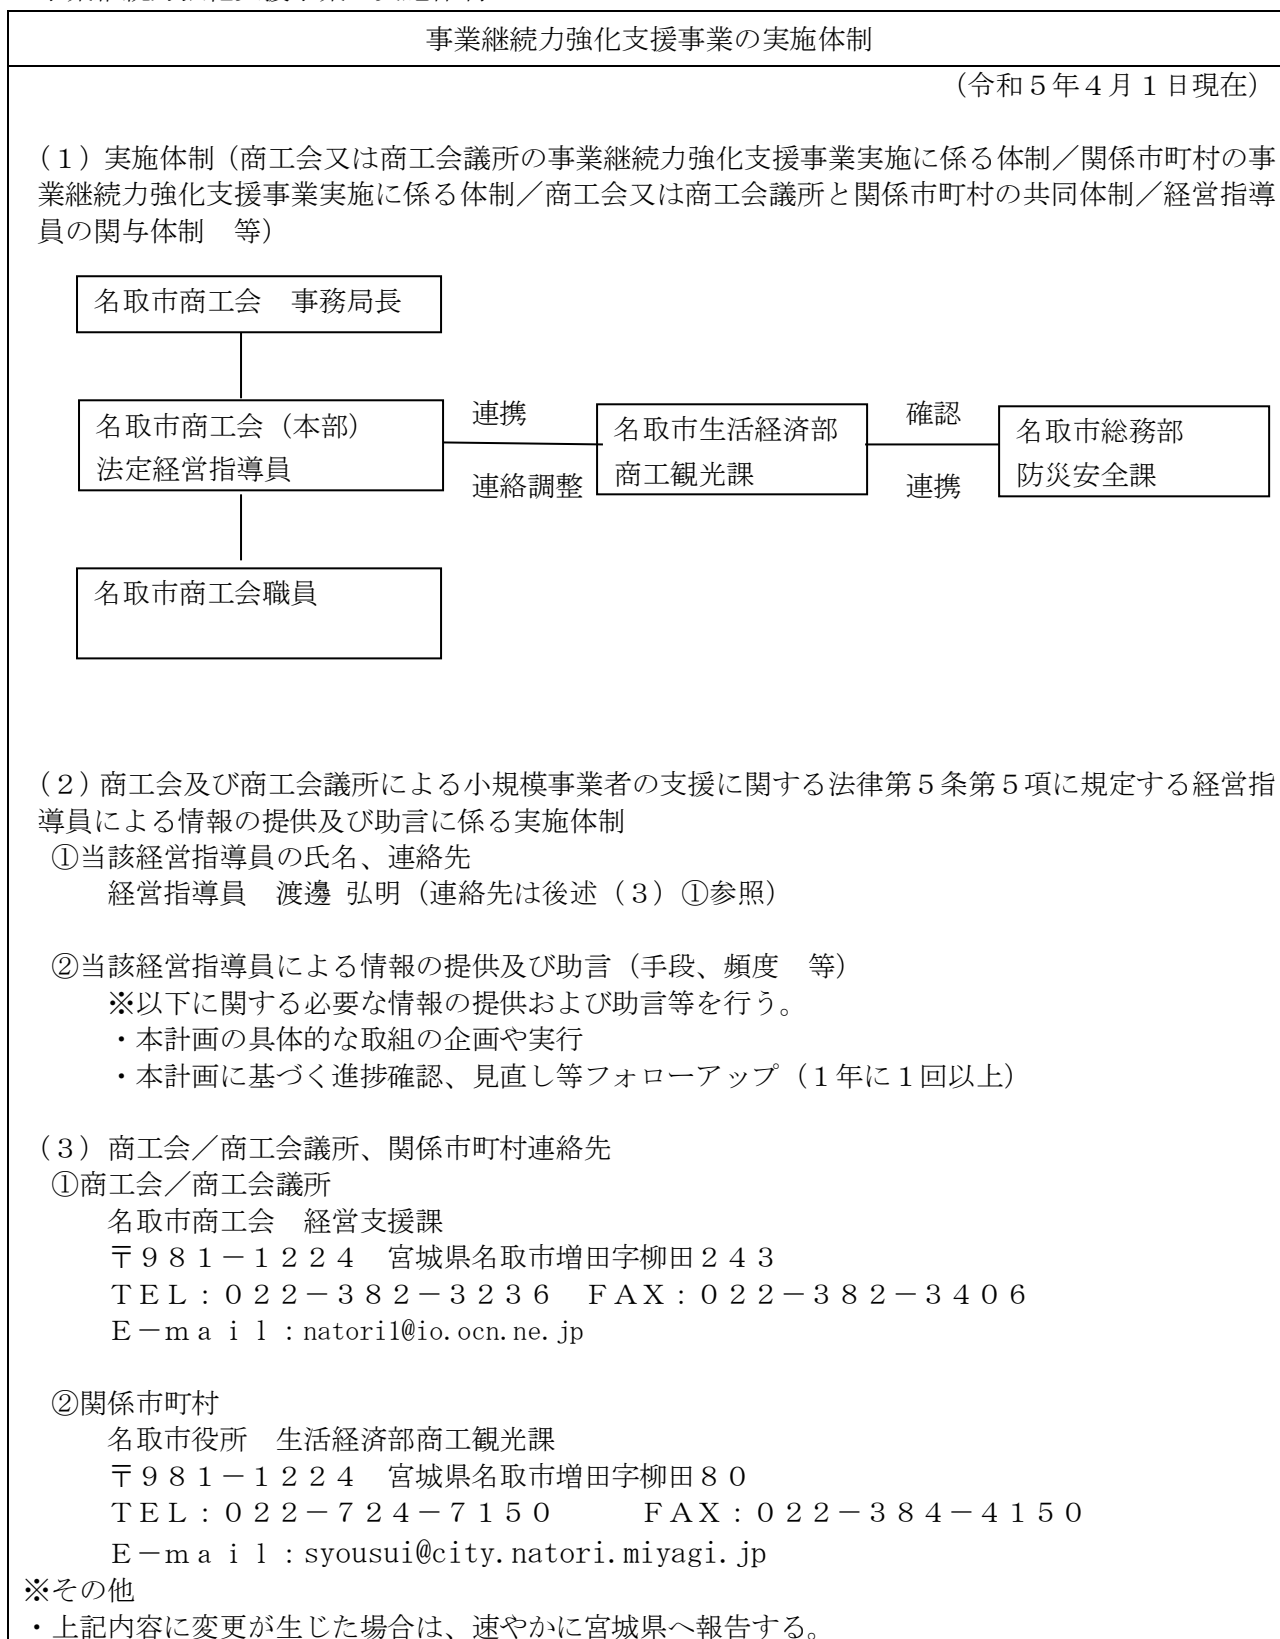 事業継続力強化支援事業の実施体制
（令和５年４月１日現在）
（１）実施体制（商工会又は商工会議所の事業継続力強化支援事業実施に係る体制／関係市町村の事
業継続力強化支援事業実施に係る体制／商工会又は商工会議所と関係市町村の共同体制／経営指導
員の関与体制　等）
名取市商工会　事務局長
名取市商工会（本部）
法定経営指導員
連携
連絡調整
名取市生活経済部
商工観光課
確認
連携
名取市総務部
防災安全課
名取市商工会職員
（２）商工会及び商工会議所による小規模事業者の支援に関する法律第５条第５項に規定する経営指
導員による情報の提供及び助言に係る実施体制
①当該経営指導員の氏名、連絡先
経営指導員　渡邊 弘明（連絡先は後述（３）①参照）
②当該経営指導員による情報の提供及び助言（手段、頻度　等）
※以下に関する必要な情報の提供および助言等を行う。
・本計画の具体的な取組の企画や実行
・本計画に基づく進捗確認、見直し等フォローアップ（１年に１回以上）
（３）商工会／商工会議所、関係市町村連絡先
①商工会／商工会議所
名取市商工会　経営支援課
〒９８１－１２２４　宮城県名取市増田字柳田２４３
ＴＥＬ：０２２－３８２－３２３６　ＦＡＸ：０２２－３８２－３４０６
Ｅ－ｍａｉｌ：natori1@io.ocn.ne.jp
②関係市町村
名取市役所　生活経済部商工観光課
〒９８１－１２２４　宮城県名取市増田字柳田８０
ＴＥＬ：０２２－７２４－７１５０　　　ＦＡＸ：０２２－３８４－４１５０
Ｅ－ｍａｉｌ：syousui@city.natori.miyagi.jp
※その他
・上記内容に変更が生じた場合は、速やかに宮城県へ報告する。